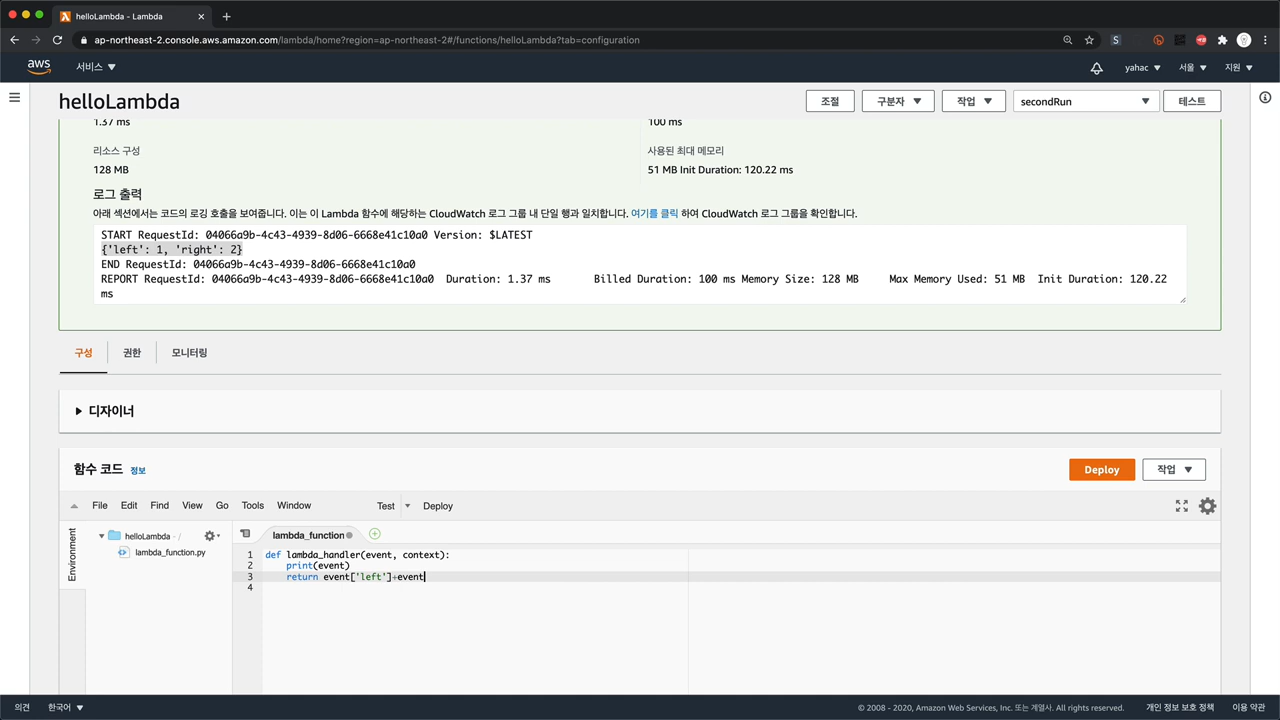 helloLambda - Lambda
ap-northeast-2.console.aws.amazon.com/lambda/home?region=ap-northeast-2#/functions/helloLambda?tab=configuration
aws 서비스 yahac 서울 지원
helloLambda 조절 구분자 작업 secondRun 테스트
1.37 ms 100 ms
리소스 구성 사용된 최대 메모리
128 MB 51 MB Init Duration: 120.22 ms
로그 출력
아래 섹션에서는 코드의 로깅 호출을 보여줍니다. 이는 이 Lambda 함수에 해당하는 CloudWatch 로그 그룹 내 단일 행과 일치합니다. 여기를 클릭 하여 CloudWatch 로그 그룹을 확인합니다.
START RequestId: 04066a9b-4c43-4939-8d06-6668e41c10a0 Version: $LATEST
{'left': 1, 'right': 2}
END RequestId: 04066a9b-4c43-4939-8d06-6668e41c10a0
REPORT RequestId: 04066a9b-4c43-4939-8d06-6668e41c10a0 Duration: 1.37 ms Billed Duration: 100 ms Memory Size: 128 MB Max Memory Used: 51 MB Init Duration: 120.22
ms
구성 권한 모니터링
디자이너
함수 코드 정보 Deploy 작업
File Edit Find View Go Tools Window Test Deploy
Environment
helloLambda - /
lambda_function.py
lambda_function
1 def lambda_handler(event, context):
2 print(event)
3 return event['left']+event
4
의견 한국어 © 2008 - 2020, Amazon Web Services, Inc. 또는 계열사. All rights reserved. 개인 정보 보호 정책 이용 약관